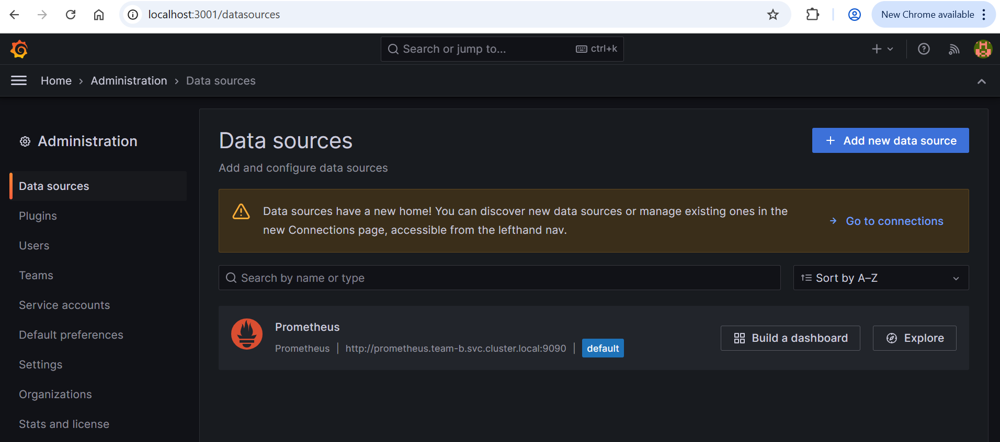 localhost:3001/datasources
New Chrome available
Search or jump to...
ctrl+k
Home › Administration › Data sources
Administration
Data sources
Plugins
Users
Teams
Service accounts
Default preferences
Settings
Organizations
Stats and license
Data sources
Add and configure data sources
+ Add new data source
Data sources have a new home! You can discover new data sources or manage existing ones in the
new Connections page, accessible from the lefthand nav.
Go to connections
Search by name or type
Sort by A–Z
Prometheus
Prometheus | http://prometheus.team-b.svc.cluster.local:9090 | default
Build a dashboard
Explore